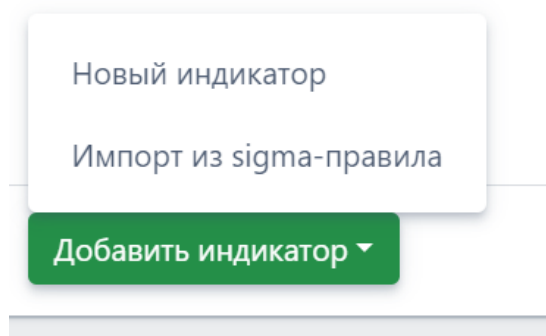 Новый индикатор
Импорт из sigma-правила
Добавить индикатор